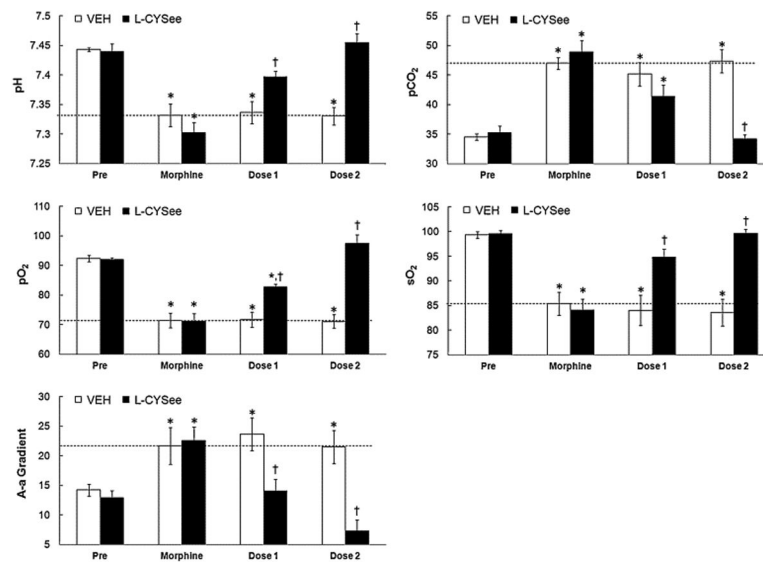 VEH L-CYSee
pH
7.5
7.45
7.4
7.35
7.3
7.25
* * * † * †
Pre Morphine Dose 1 Dose 2
VEH L-CYSee
pCO2
60
55
50
45
40
35
30
* * * * * †
Pre Morphine Dose 1 Dose 2
VEH L-CYSee
pO2
110
100
90
80
70
60
* * * *,† * †
Pre Morphine Dose 1 Dose 2
VEH L-CYSee
sO2
105
100
95
90
85
80
75
* * * † * †
Pre Morphine Dose 1 Dose 2
VEH L-CYSee
A-a Gradient
30
25
20
15
10
5
* * * † * †
Pre Morphine Dose 1 Dose 2